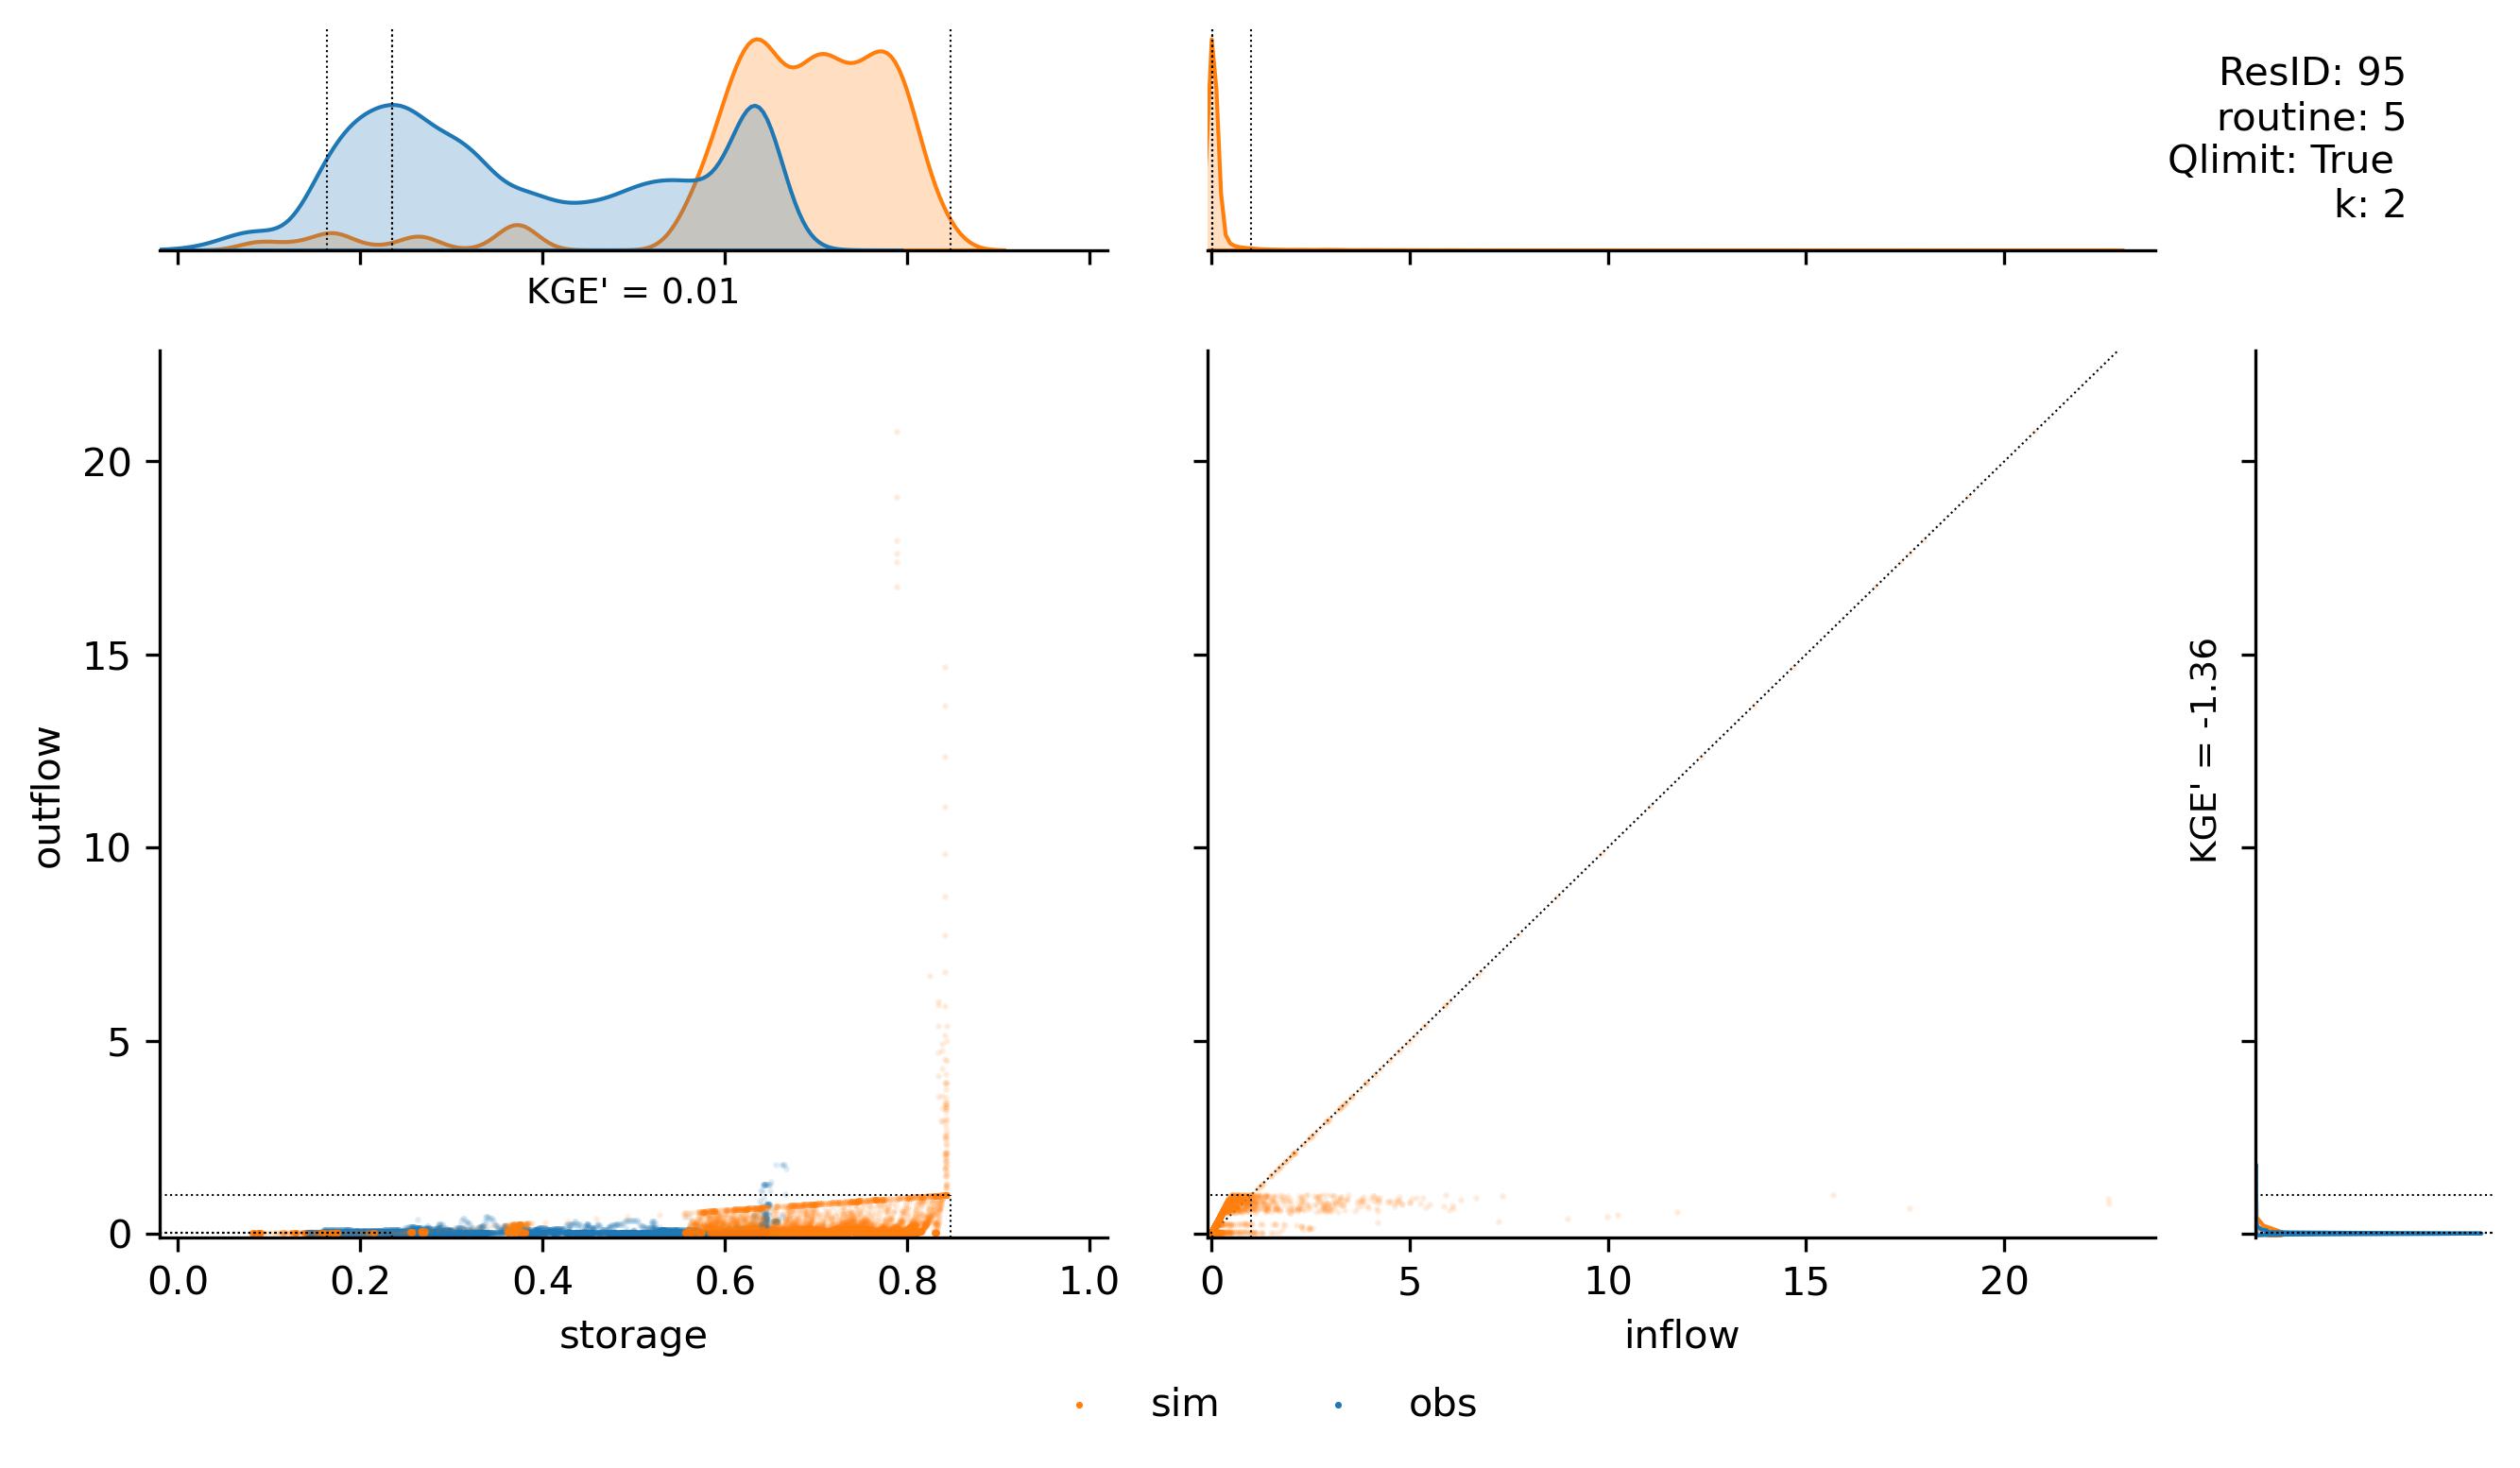 ResID: 95
routine: 5
Qlimit: True
k: 2
KGE' = 0.01
outflow
20
15
10
5
0
KGE' = -1.36
0.0 0.2 0.4 0.6 0.8 1.0
0 5 10 15 20
storage
inflow
sim obs